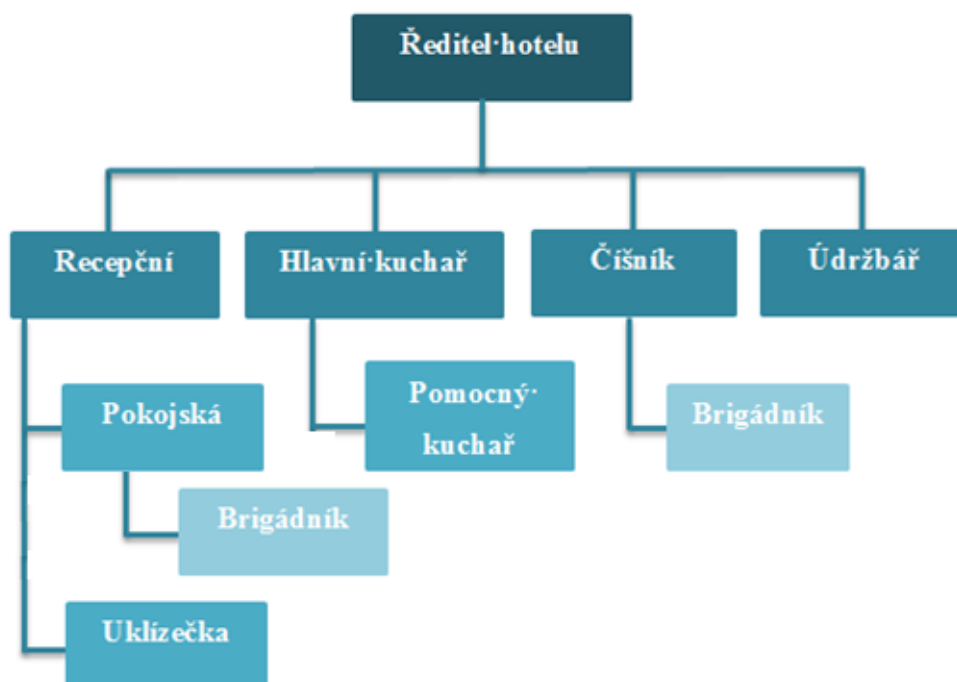 Ředitel·hotelu
Recepční
Hlavní·kuchař
Číšník
Údržbář
Pokojská
Pomocný·
kuchař
Brigádník
Brigádník
Uklízečka